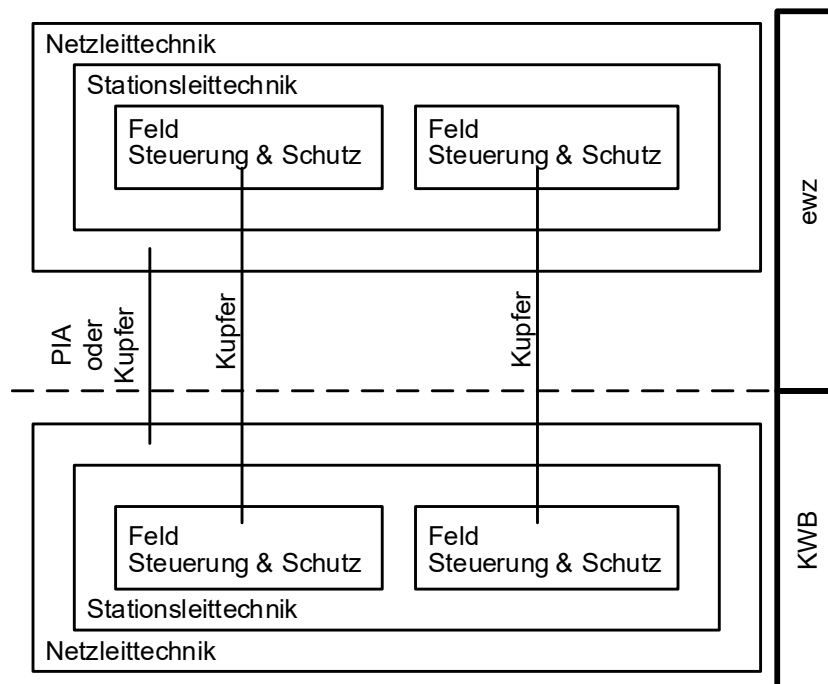 Netzleittechnik
Stationsleittechnik
Feld
Steuerung & Schutz
Feld
Steuerung & Schutz
ewz
PIA
oder
Kupfer
Kupfer
Kupfer
Feld
Steuerung & Schutz
Feld
Steuerung & Schutz
KWB
Stationsleittechnik
Netzleittechnik